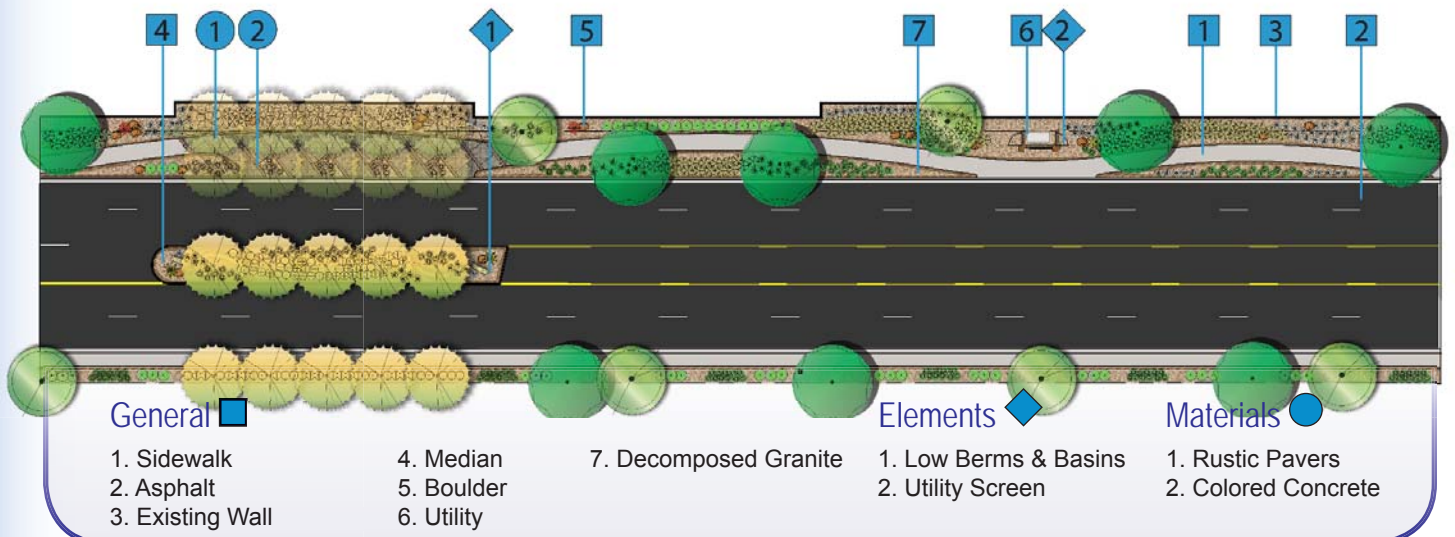 4 1 2 1 5 7 6 2 1 3 2
General
Elements
Materials
1. Sidewalk
2. Asphalt
3. Existing Wall
4. Median
5. Boulder
6. Utility
7. Decomposed Granite
1. Low Berms & Basins
2. Utility Screen
1. Rustic Pavers
2. Colored Concrete